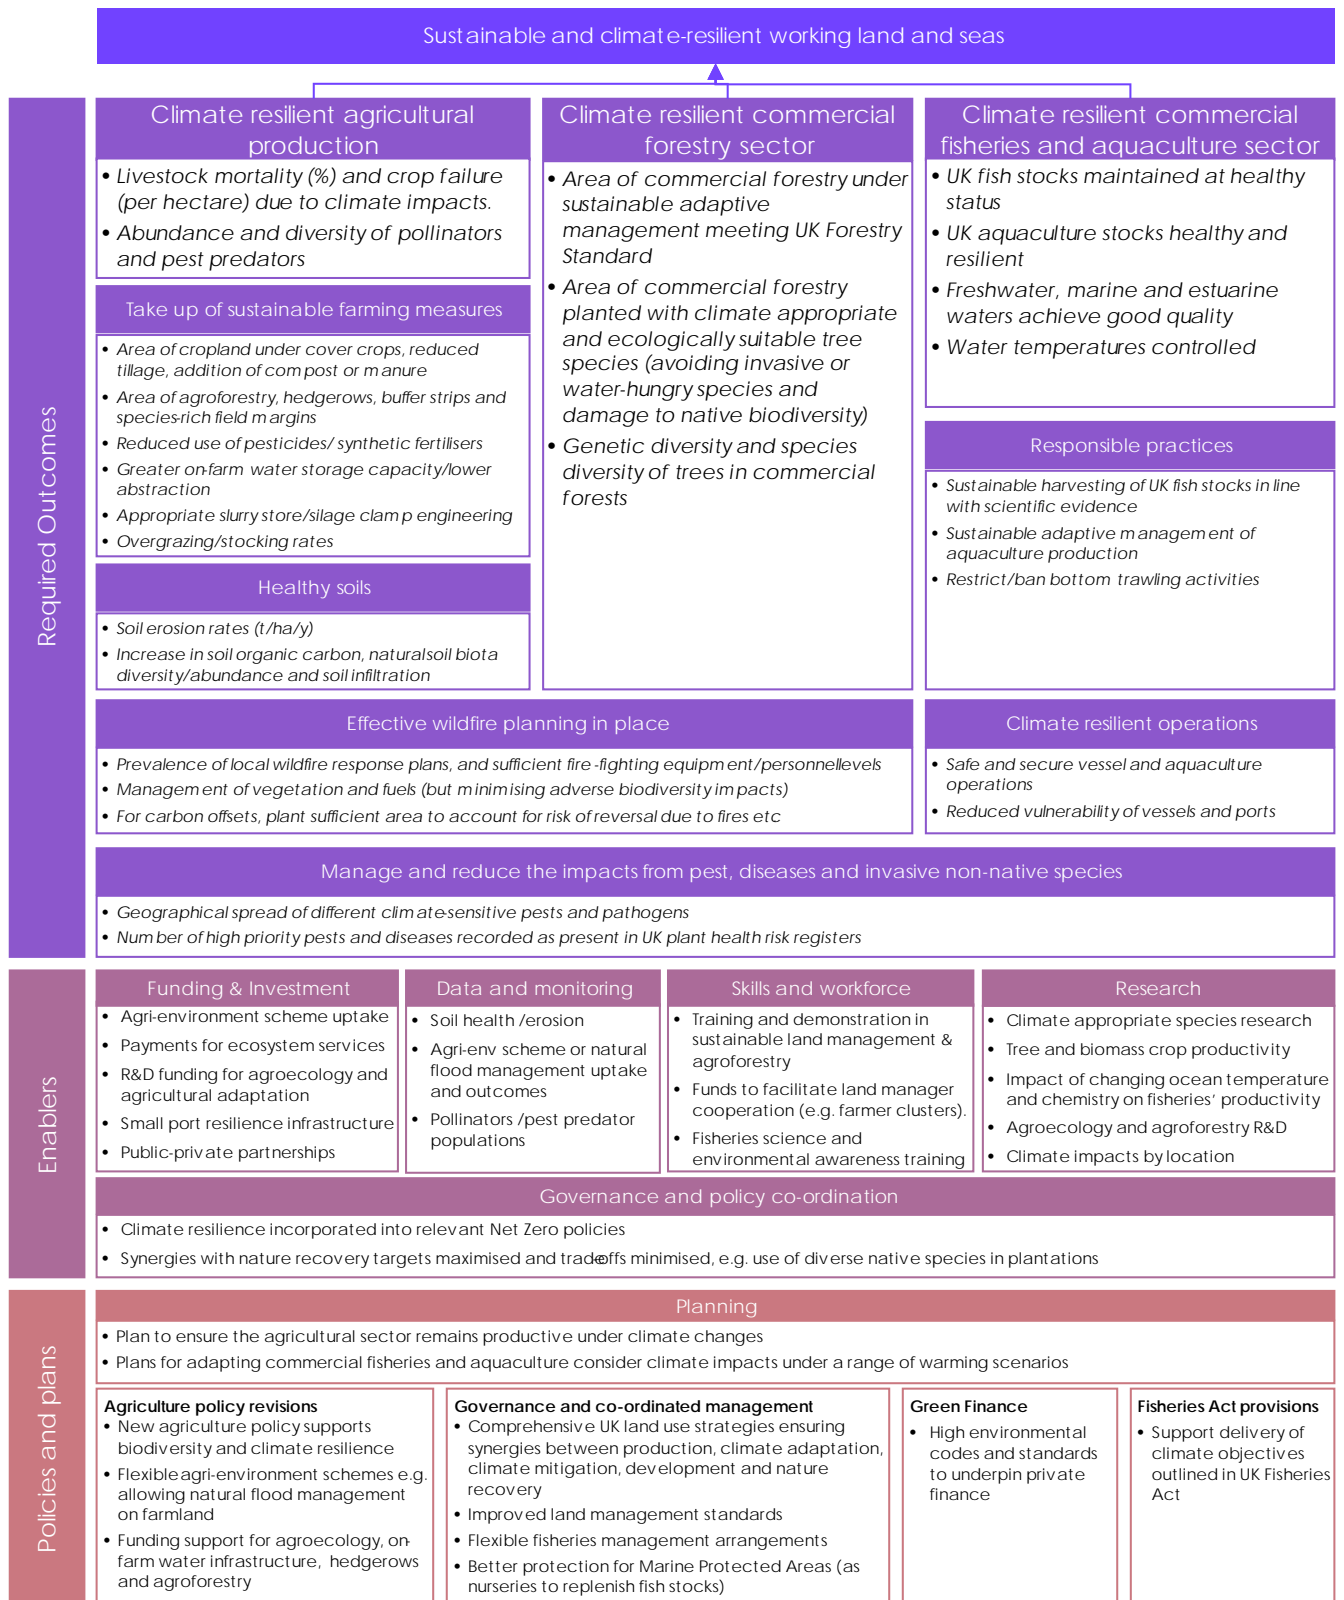 Sustainable and climate-resilient working land and seas
Required Outcomes
Climate resilient agricultural
production
• Livestock mortality (%) and crop failure
(per hectare) due to climate impacts.
• Abundance and diversity of pollinators
and pest predators
Take up of sustainable farming measures
• Area of cropland under cover crops, reduced
tillage, addition of compost or manure
• Area of agroforestry, hedgerows, buffer strips and
species-rich field margins
• Reduced use of pesticides/ synthetic fertilisers
• Greater on-farm water storage capacity/lower
abstraction
• Appropriate slurry store/silage clamp engineering
• Overgrazing/stocking rates
Healthy soils
• Soil erosion rates (t/ha/y)
• Increase in soil organic carbon, natural soil biota
diversity/abundance and soil infiltration
Climate resilient commercial
forestry sector
• Area of commercial forestry under
sustainable adaptive
management meeting UK Forestry
Standard
• Area of commercial forestry
planted with climate appropriate
and ecologically suitable tree
species (avoiding invasive or
water-hungry species and
damage to native biodiversity)
• Genetic diversity and species
diversity of trees in commercial
forests
Climate resilient commercial
fisheries and aquaculture sector
• UK fish stocks maintained at healthy
status
• UK aquaculture stocks healthy and
resilient
• Freshwater, marine and estuarine
waters achieve good quality
• Water temperatures controlled
Responsible practices
• Sustainable harvesting of UK fish stocks in line
with scientific evidence
• Sustainable adaptive management of
aquaculture production
• Restrict/ban bottom trawling activities
Effective wildfire planning in place
• Prevalence of local wildfire response plans, and sufficient fire-fighting equipment/personnel levels
• Management of vegetation and fuels (but minimising adverse biodiversity impacts)
• For carbon offsets, plant sufficient area to account for risk of reversal due to fires etc
Climate resilient operations
• Safe and secure vessel and aquaculture
operations
• Reduced vulnerability of vessels and ports
Manage and reduce the impacts from pest, diseases and invasive non-native species
• Geographical spread of different climate-sensitive pests and pathogens
• Number of high priority pests and diseases recorded as present in UK plant health risk registers
Enablers
Funding & Investment
• Agri-environment scheme uptake
• Payments for ecosystem services
• R&D funding for agroecology and
agricultural adaptation
• Small port resilience infrastructure
• Public-private partnerships
Data and monitoring
• Soil health /erosion
• Agri-env scheme or natural
flood management uptake
and outcomes
• Pollinators /pest predator
populations
Skills and workforce
• Training and demonstration in
sustainable land management &
agroforestry
• Funds to facilitate land manager
cooperation (e.g. farmer clusters).
• Fisheries science and
environmental awareness training
Research
• Climate appropriate species research
• Tree and biomass crop productivity
• Impact of changing ocean temperature
and chemistry on fisheries’ productivity
• Agroecology and agroforestry R&D
• Climate impacts by location
Governance and policy co-ordination
• Climate resilience incorporated into relevant Net Zero policies
• Synergies with nature recovery targets maximised and trade-offs minimised, e.g. use of diverse native species in plantations
Policies and plans
Planning
• Plan to ensure the agricultural sector remains productive under climate changes
• Plans for adapting commercial fisheries and aquaculture consider climate impacts under a range of warming scenarios
Agriculture policy revisions
• New agriculture policy supports
biodiversity and climate resilience
• Flexible agri-environment schemes e.g.
allowing natural flood management
on farmland
• Funding support for agroecology, on-
farm water infrastructure, hedgerows
and agroforestry
Governance and co-ordinated management
• Comprehensive UK land use strategies ensuring
synergies between production, climate adaptation,
climate mitigation, development and nature
recovery
• Improved land management standards
• Flexible fisheries management arrangements
• Better protection for Marine Protected Areas (as
nurseries to replenish fish stocks)
Green Finance
• High environmental
codes and standards
to underpin private
finance
Fisheries Act provisions
• Support delivery of
climate objectives
outlined in UK Fisheries
Act